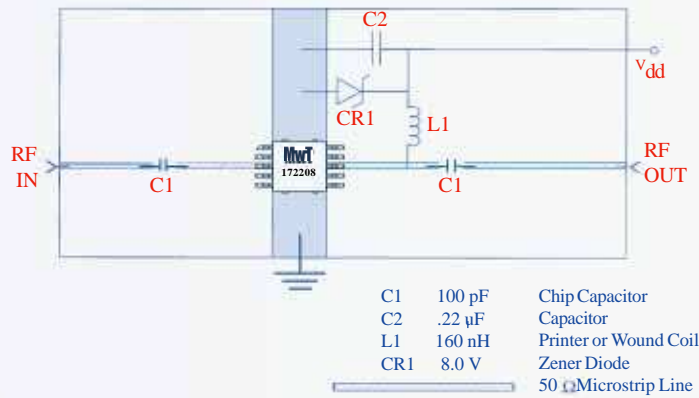 C2
Vdd
CR1
L1
RF
IN
C1
MwT
172208
C1
RF
OUT
C1 100 pF Chip Capacitor
C2 .22 µF Capacitor
L1 160 nH Printer or Wound Coil
CR1 8.0 V Zener Diode
50 Ω Microstrip Line